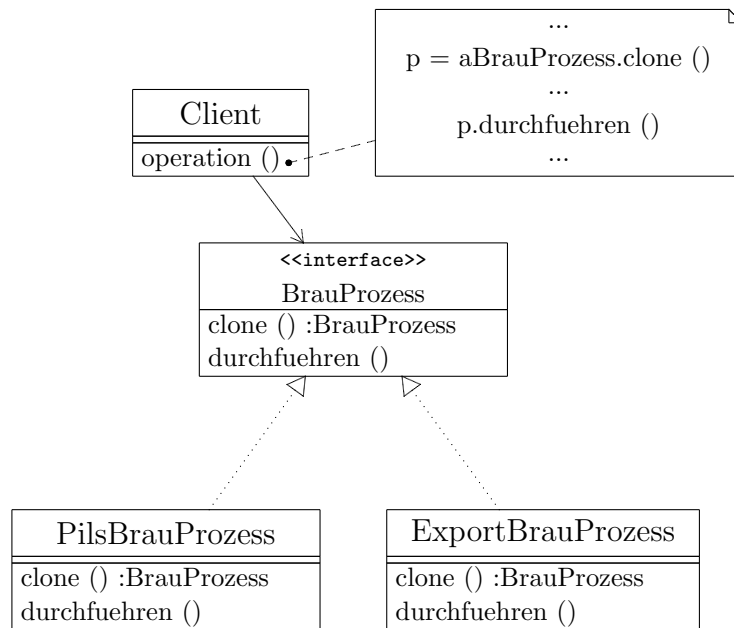 ...
p = aBrauProzess.clone ()
...
p.durchfuehren ()
...
Client
operation ()
<<interface>>
BrauProzess
clone () :BrauProzess
durchfuehren ()
PilsBrauProzess
clone () :BrauProzess
durchfuehren ()
ExportBrauProzess
clone () :BrauProzess
durchfuehren ()